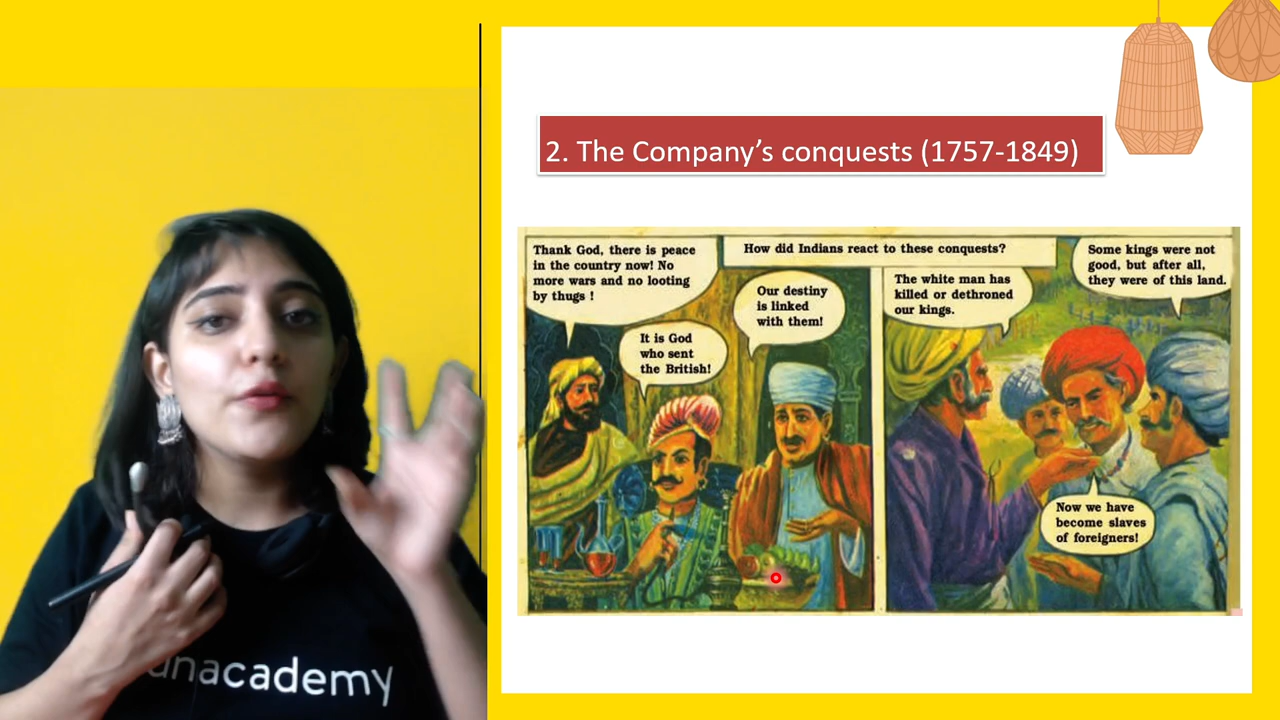 2. The Company's conquests (1757-1849)
Thank God, there is peace
in the country now! No
more wars and no looting
by thugs !
It is God
who sent
the British!
How did Indians react to these conquests?
Our destiny
is linked
with them!
The white man has
killed or dethroned
our kings.
Some kings were not
good, but after all,
they were of this land.
Now we have
become slaves
of foreigners!
unacademy